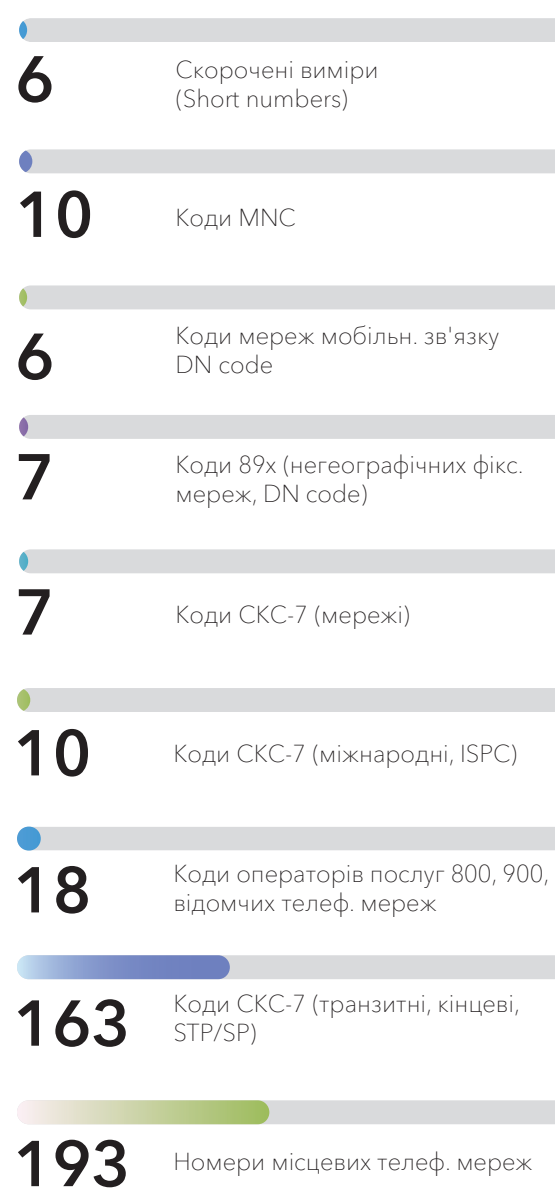 6
Скорочені виміри
(Short numbers)
10
Коди MNC
6
Коди мереж мобільн. зв'язку
DN code
7
Коди 89x (негеографічних фікс.
мереж, DN code)
7
Коди СКС-7 (мережі)
10
Коди СКС-7 (міжнародні, ISPC)
18
Коди операторів послуг 800, 900,
відомчих телеф. мереж
163
Коди СКС-7 (транзитні, кінцеві,
STP/SP)
193
Номери місцевих телеф. мереж